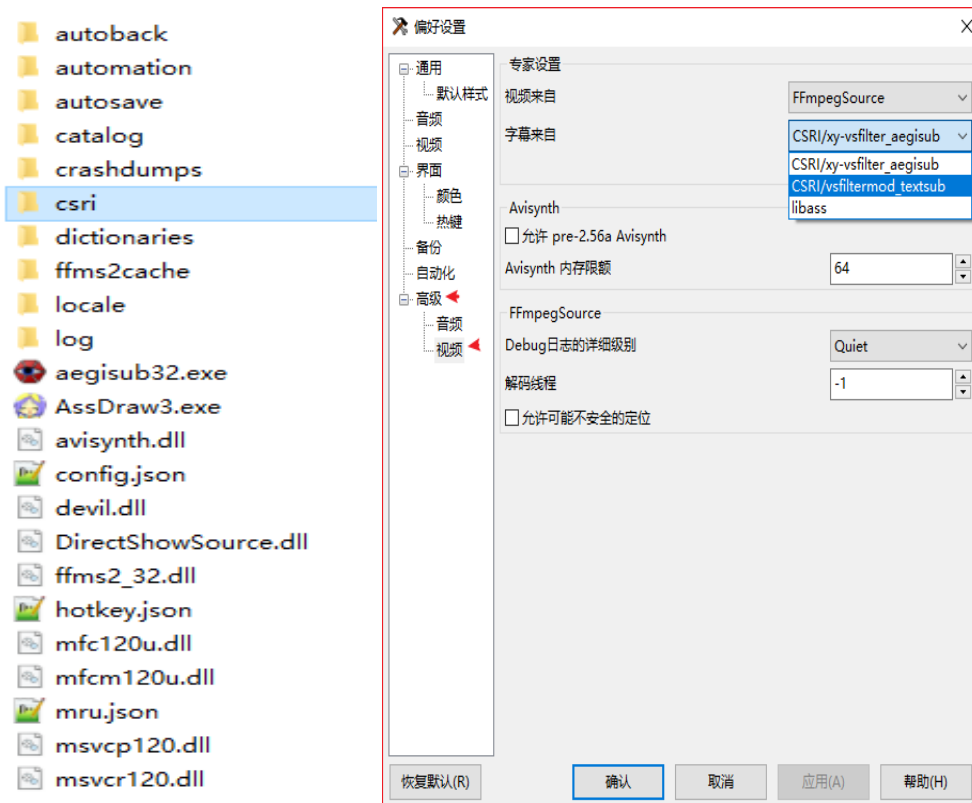 autoback
automation
autosave
catalog
crashdumps
csri
dictionaries
ffms2cache
locale
log
aegisub32.exe
AssDraw3.exe
avisynth.dll
config.json
devil.dll
DirectShowSource.dll
ffms2_32.dll
hotkey.json
mfc120u.dll
mfcm120u.dll
mru.json
msvcp120.dll
msvcr120.dll
偏好设置
通用
默认样式
音频
视频
界面
颜色
热键
备份
自动化
高级
音频
视频
专家设置
视频来自 FFmpegSource
字幕来自 CSRI/xy-vsfilter_aegisub
CSRI/xy-vsfilter_aegisub
CSRI/vsfiltermod_textsub
libass
Avisynth
允许 pre-2.56a Avisynth
Avisynth 内存限额 64
FFmpegSource
Debug日志的详细级别 Quiet
解码线程 -1
允许可能不安全的定位
恢复默认(R) 确认 取消 应用(A) 帮助(H)